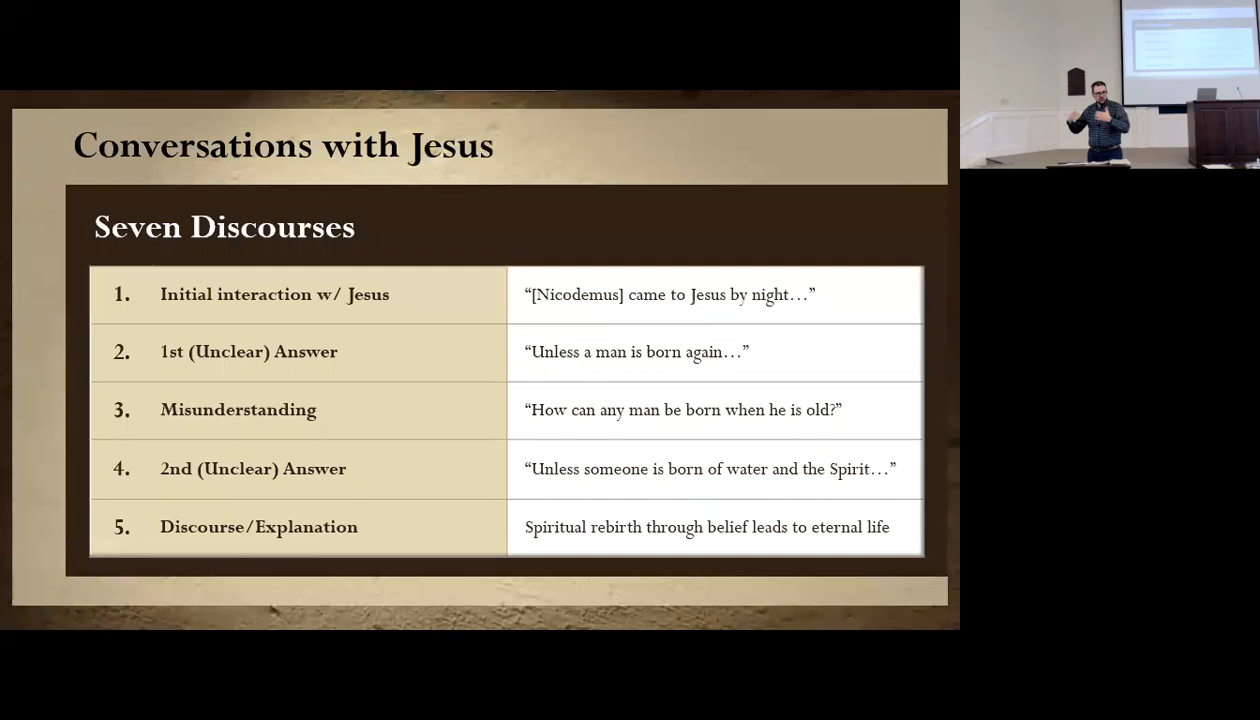 Conversations with Jesus
Seven Discourses
1. Initial interaction w/ Jesus “[Nicodemus] came to Jesus by night…”
2. 1st (Unclear) Answer “Unless a man is born again…”
3. Misunderstanding “How can any man be born when he is old?”
4. 2nd (Unclear) Answer “Unless someone is born of water and the Spirit…”
5. Discourse/Explanation Spiritual rebirth through belief leads to eternal life